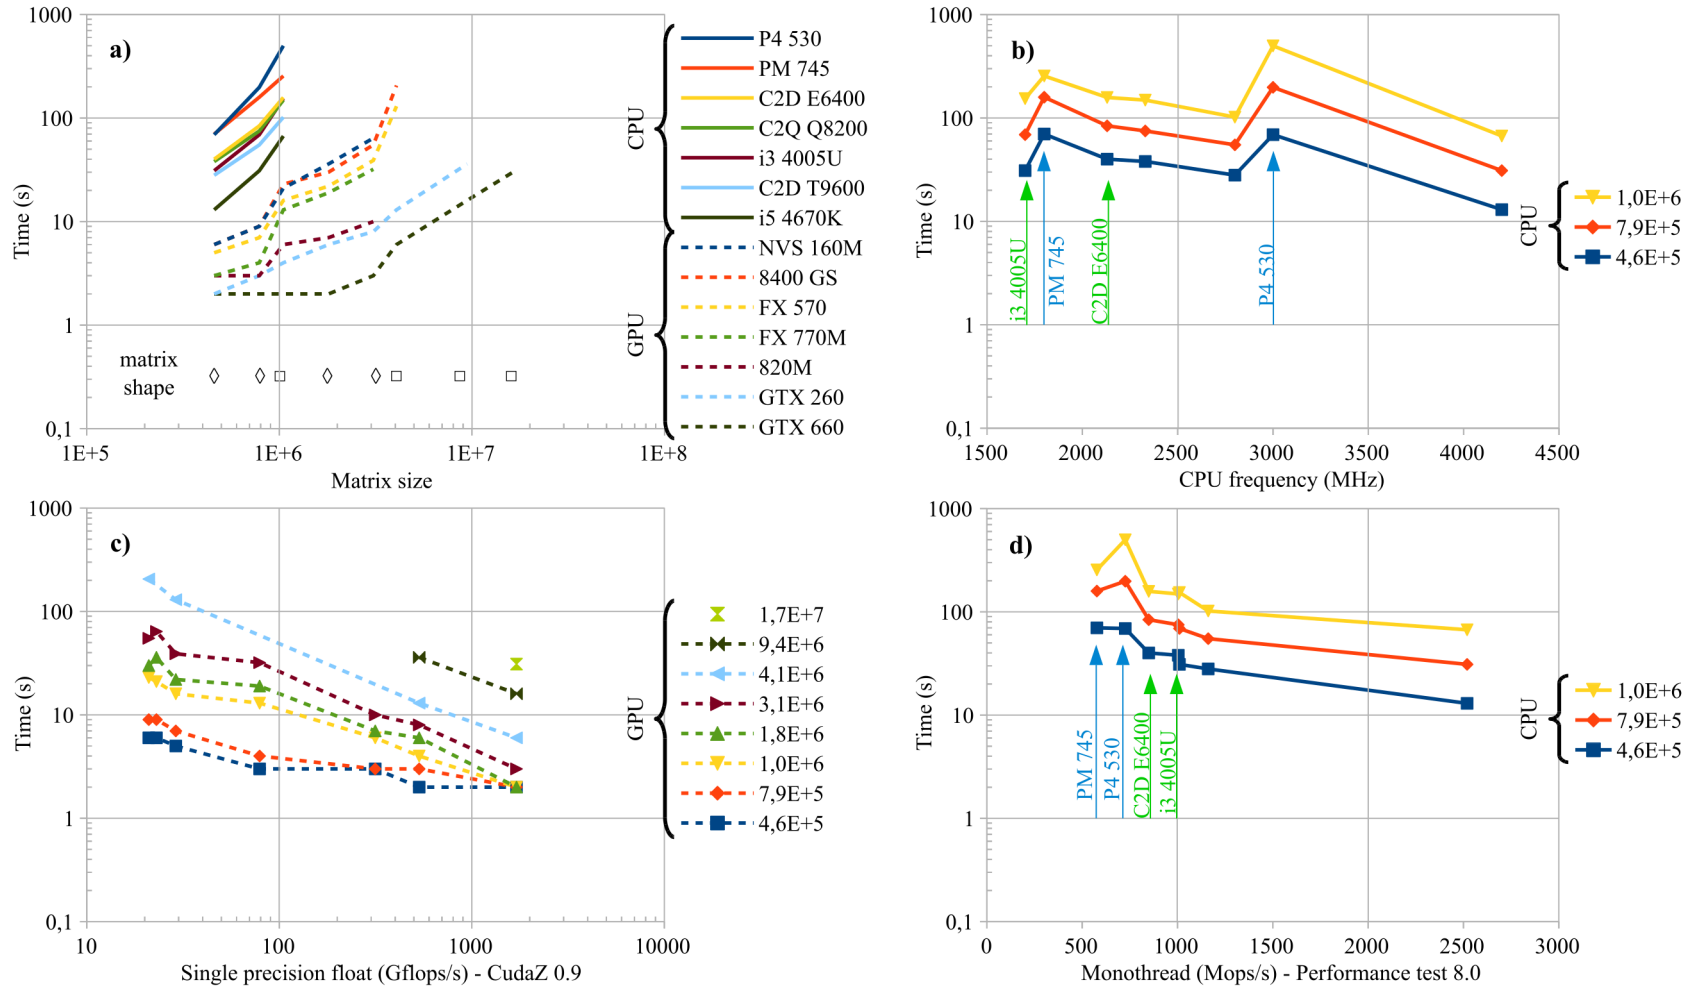 a)
1000
100
10
1
0,1
Time (s)
1E+5
1E+6
1E+7
1E+8
Matrix size
matrix
shape
CPU
GPU
P4 530
PM 745
C2D E6400
C2Q Q8200
i3 4005U
C2D T9600
i5 4670K
NVS 160M
8400 GS
FX 570
FX 770M
820M
GTX 260
GTX 660
b)
1000
100
10
1
0,1
Time (s)
i3 4005U
PM 745
C2D E6400
P4 530
1500
2000
2500
3000
3500
4000
4500
CPU frequency (MHz)
CPU
1,0E+6
7,9E+5
4,6E+5
c)
1000
100
10
1
0,1
Time (s)
10
100
1000
10000
Single precision float (Gflops/s) - CudaZ 0.9
GPU
1,7E+7
9,4E+6
4,1E+6
3,1E+6
1,8E+6
1,0E+6
7,9E+5
4,6E+5
d)
1000
100
10
1
0,1
Time (s)
PM 745
P4 530
C2D E6400
i3 4005U
0
500
1000
1500
2000
2500
3000
Monothread (Mops/s) - Performance test 8.0
CPU
1,0E+6
7,9E+5
4,6E+5